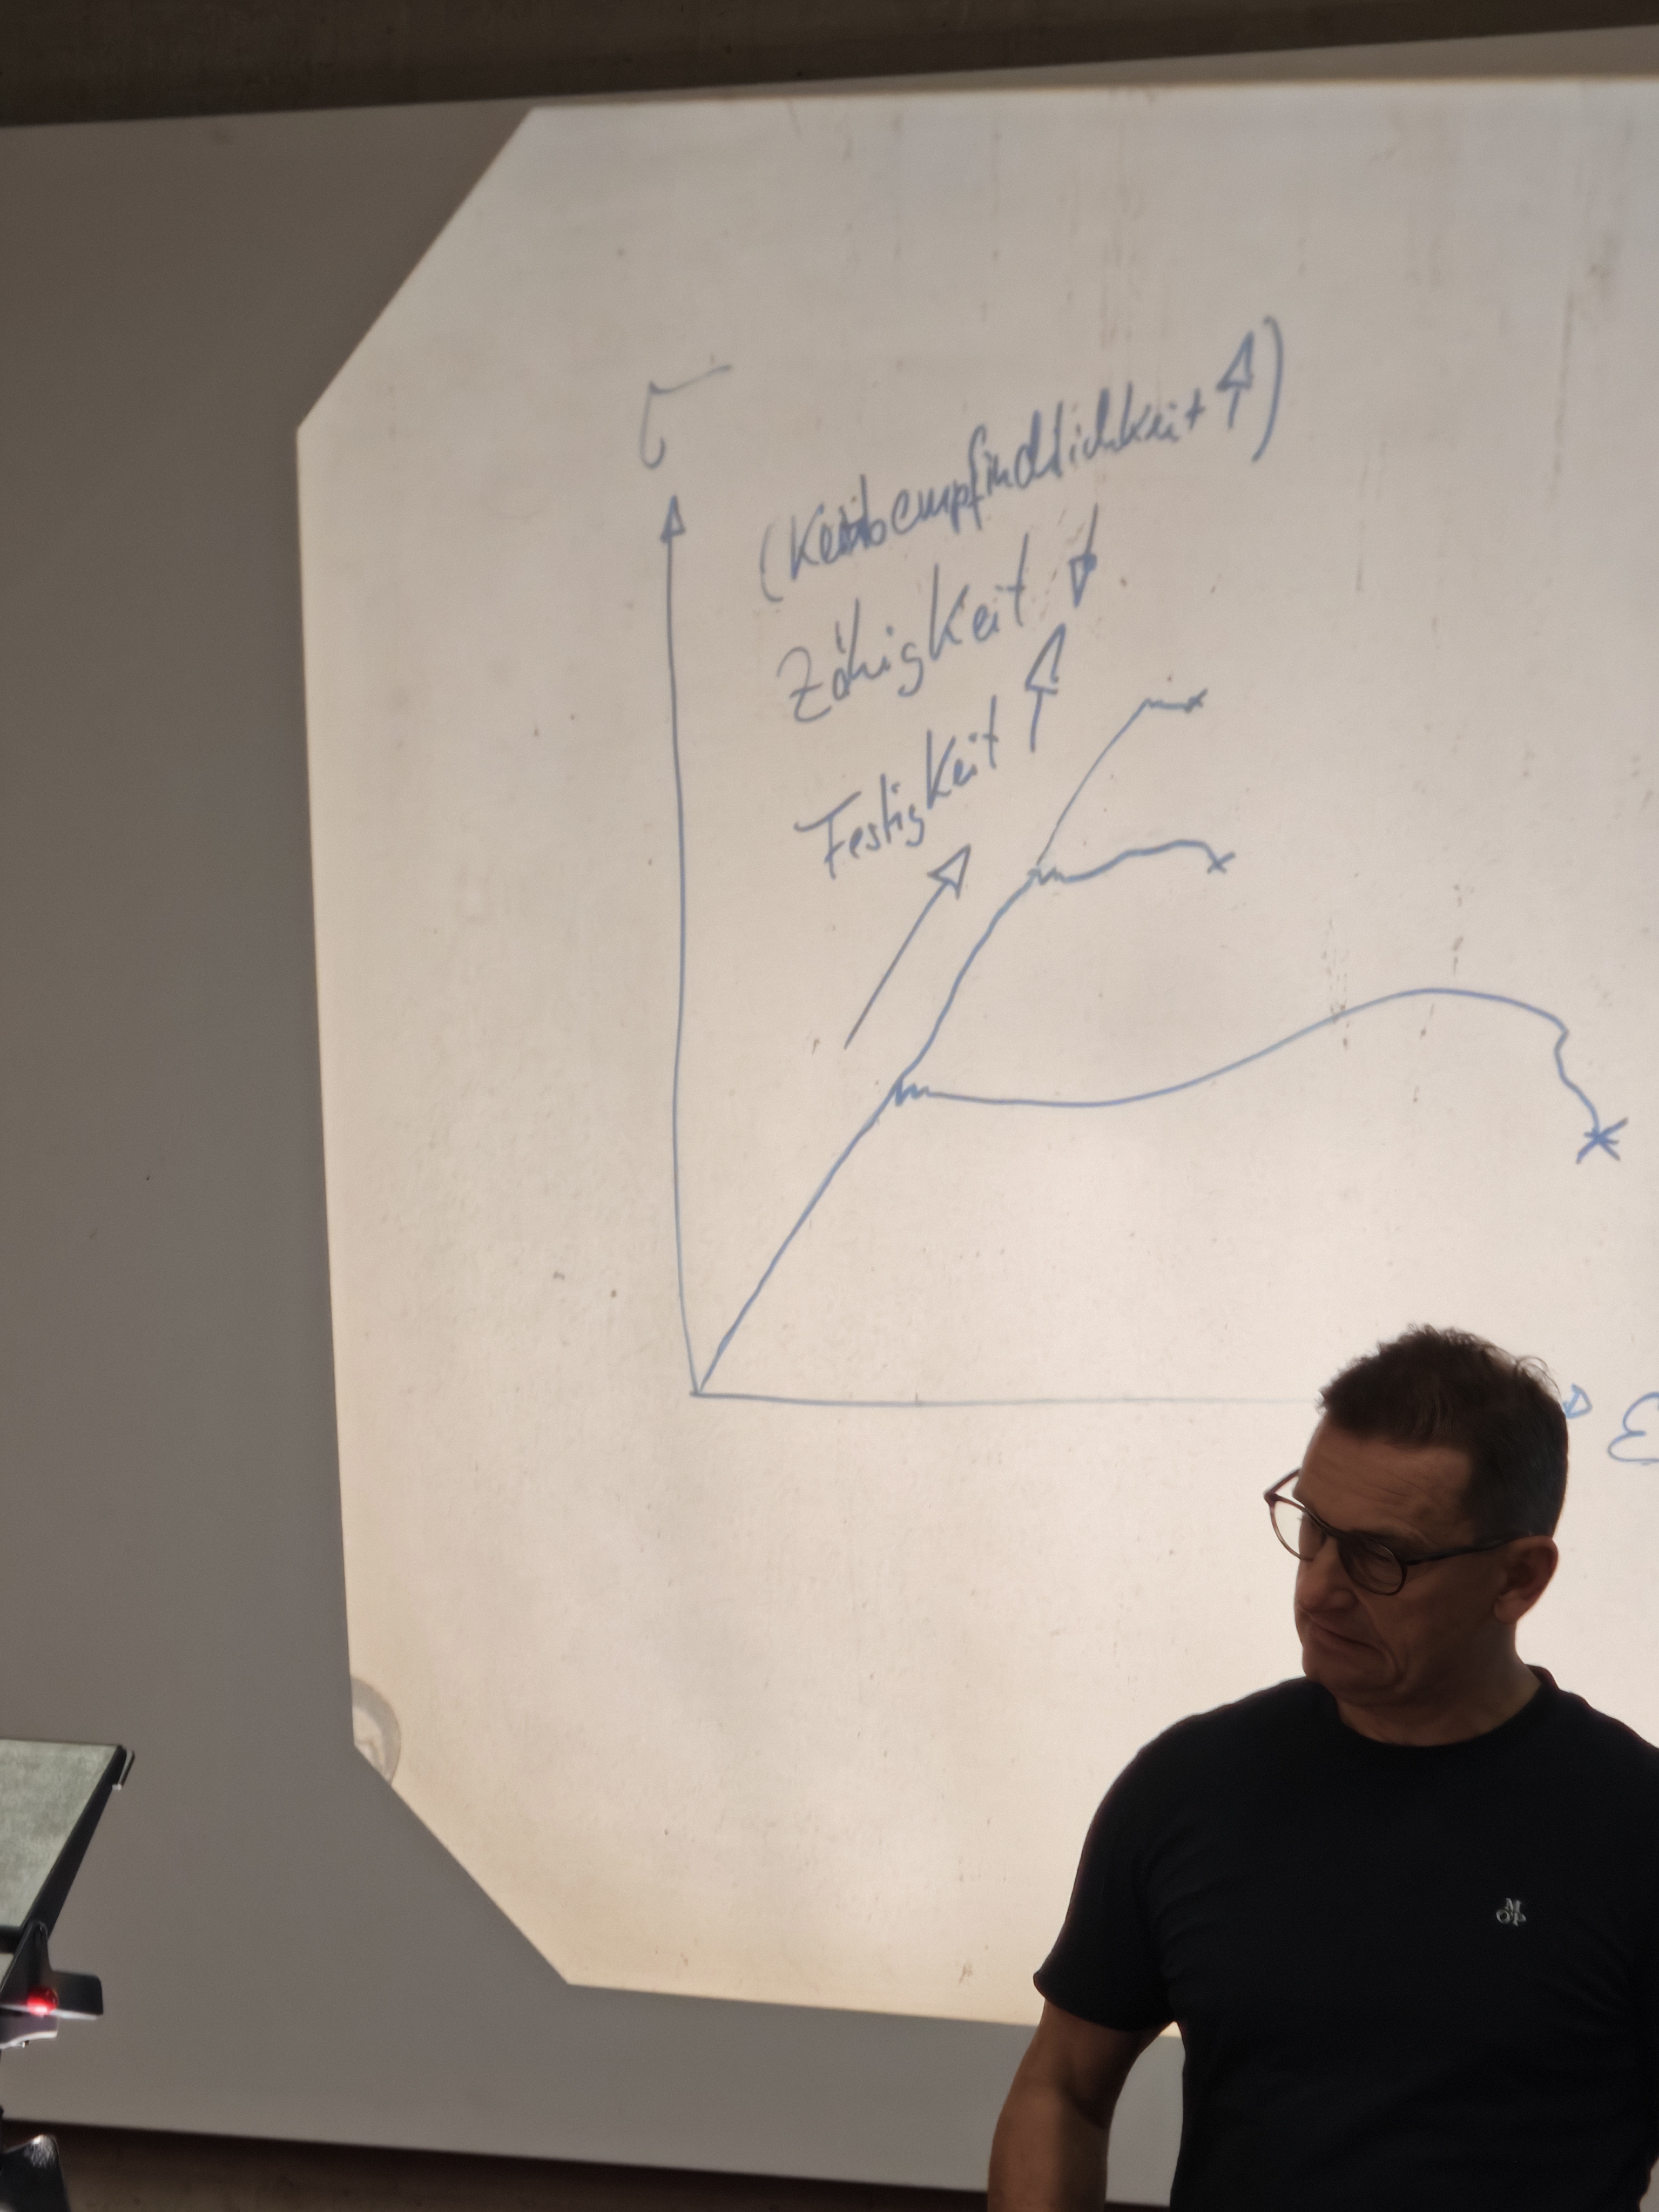 σ
(Kerbempfindlichkeit ↑)
Zähigkeit ↓
Festigkeit ↑
ε
M
O'P